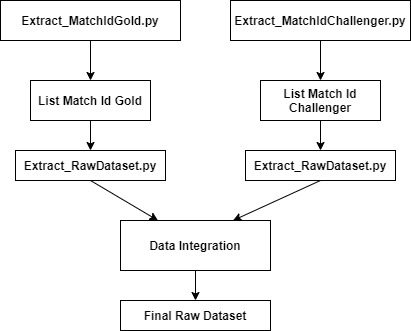 Extract_MatchIdGold.py
Extract_MatchIdChallenger.py
List Match Id Gold
List Match Id
Challenger
Extract_RawDataset.py
Extract_RawDataset.py
Data Integration
Final Raw Dataset